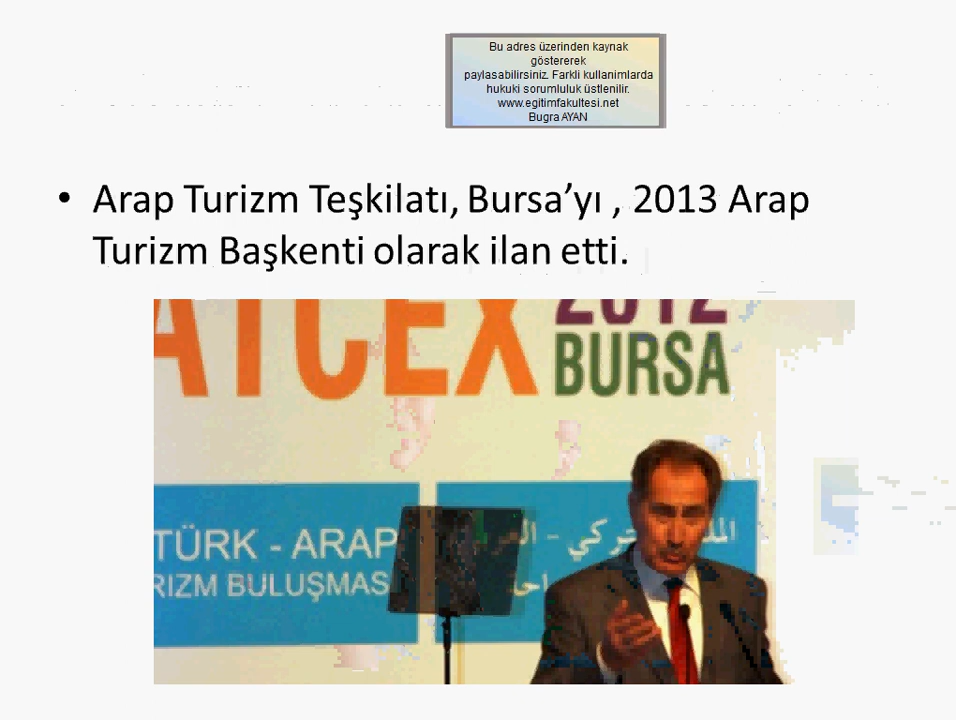 Bu adres üzerinden kaynak
göstererek
paylasabilirsiniz. Farkli kullanimlarda
hukuki sorumluluk üstlenilir.
www.egitimfakultesi.net
Bugra AYAN
• Arap Turizm Teşkilatı, Bursa’yı , 2013 Arap
Turizm Başkenti olarak ilan etti.
ATCEX 2012
BURSA
TÜRK - ARAP
RIZM BULUŞMAS